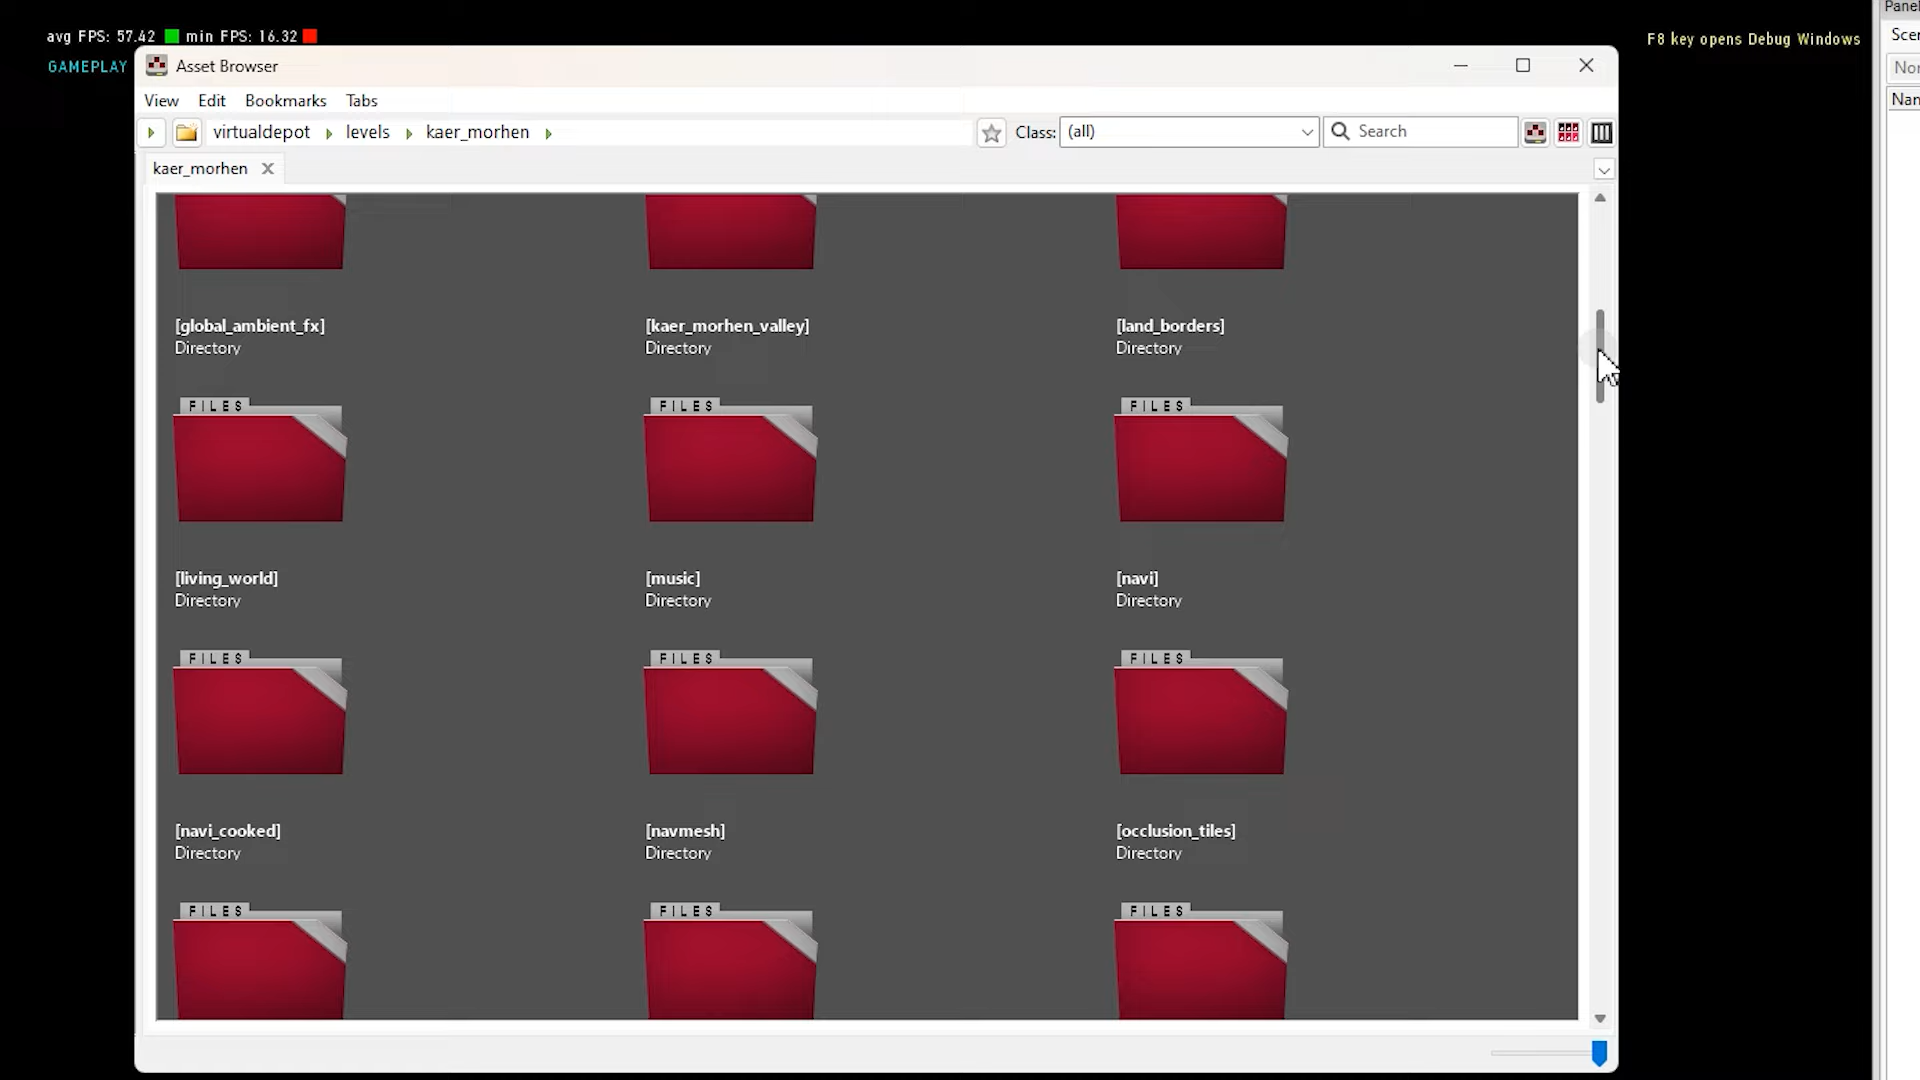 avg FPS: 57.42 min FPS: 16.32
GAMEPLAY
F8 key opens Debug Windows
Asset Browser
View Edit Bookmarks Tabs
virtualdepot levels kaer_morhen
Class: (all) Search
kaer_morhen
[global_ambient_fx] [kaer_morhen_valley] [land_borders]
Directory Directory Directory
FILES FILES FILES
[living_world] [music] [navi]
Directory Directory Directory
FILES FILES FILES
[navi_cooked] [navmesh] [occlusion_tiles]
Directory Directory Directory
FILES FILES FILES